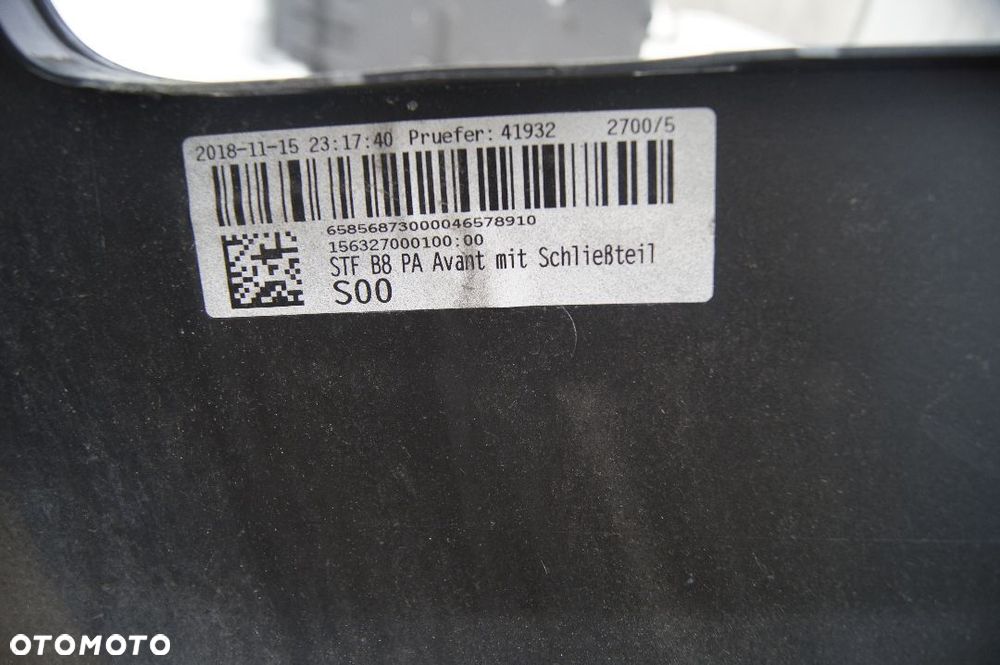 2018-11-15 23:17:40 Pruefer: 41932 2700/5
65856873000046578910
156327000100:00
STF B8 PA Avant mit Schließteil
S00
OTOMOTO